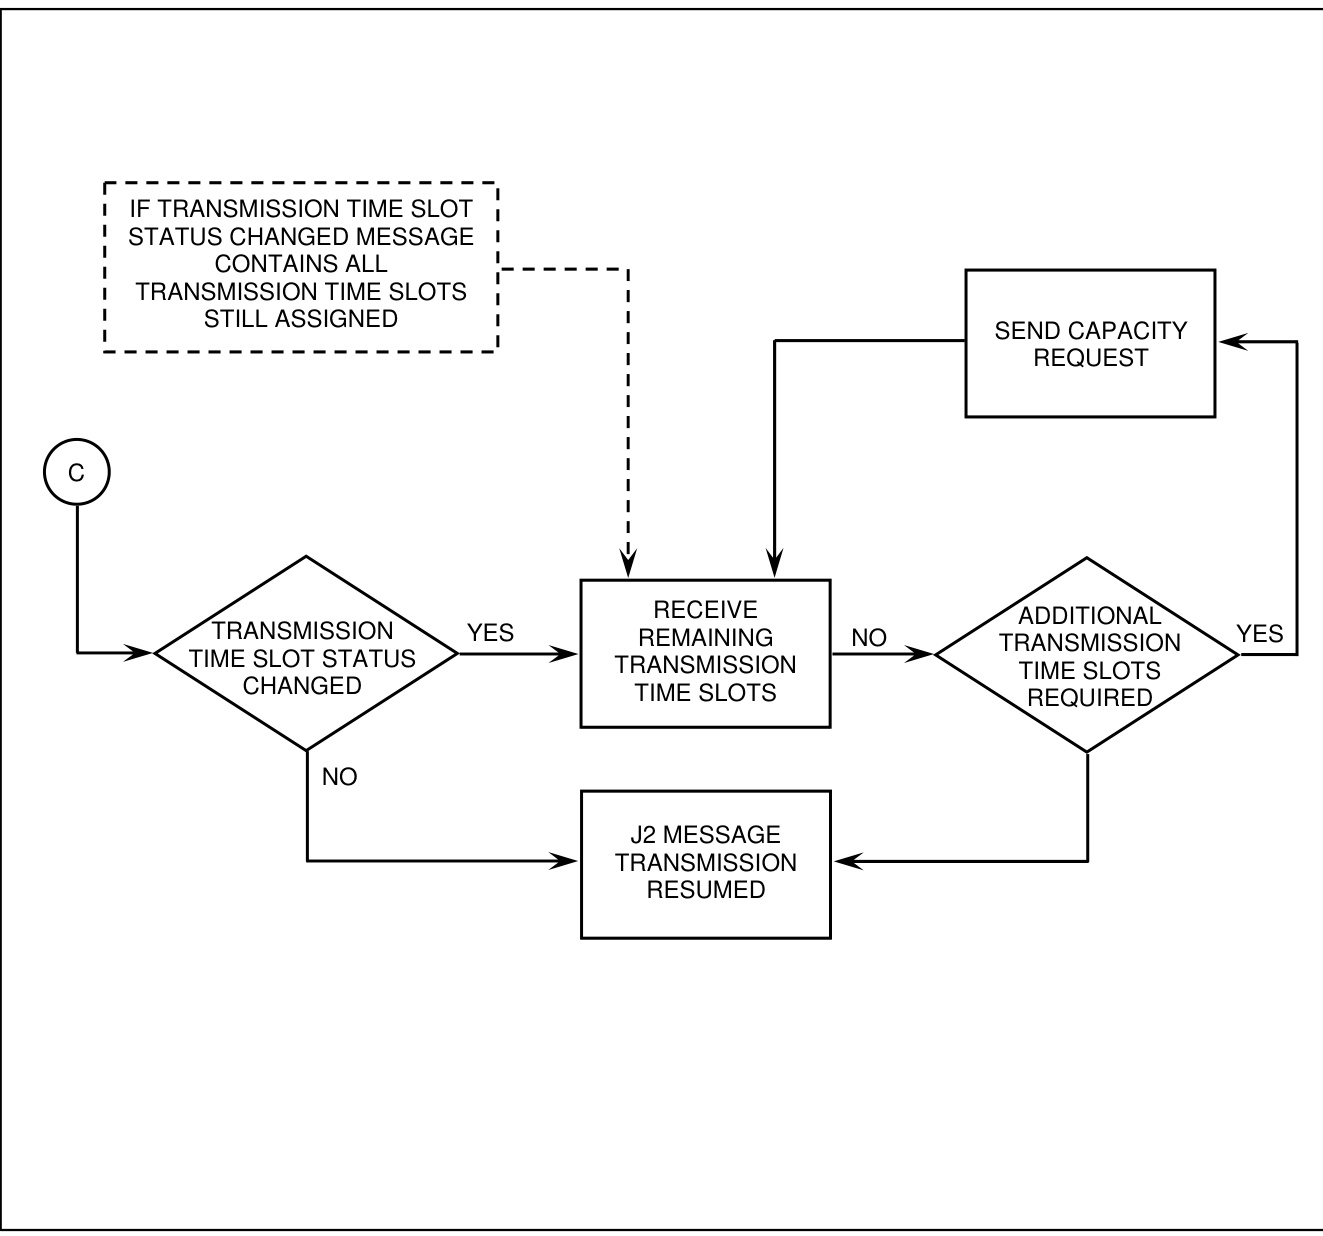 IF TRANSMISSION TIME SLOT
STATUS CHANGED MESSAGE
CONTAINS ALL
TRANSMISSION TIME SLOTS
STILL ASSIGNED
SEND CAPACITY
REQUEST
C
TRANSMISSION
TIME SLOT STATUS
CHANGED
YES
RECEIVE
REMAINING
TRANSMISSION
TIME SLOTS
NO
ADDITIONAL
TRANSMISSION
TIME SLOTS
REQUIRED
YES
NO
J2 MESSAGE
TRANSMISSION
RESUMED